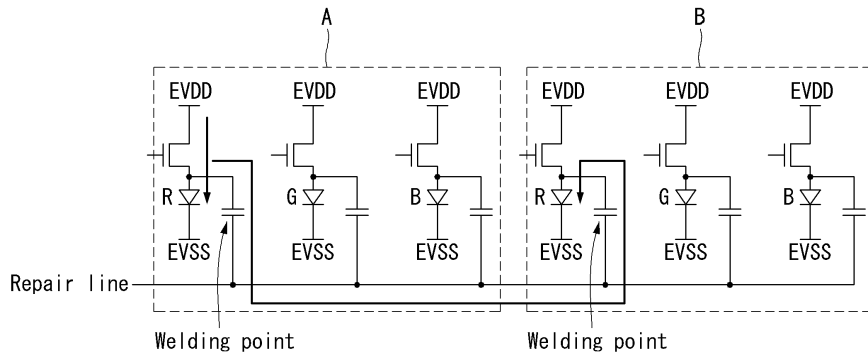 A B
EVDD EVDD EVDD EVDD EVDD EVDD
R G B R G B
EVSS EVSS EVSS EVSS EVSS EVSS
Repair line
Welding point Welding point